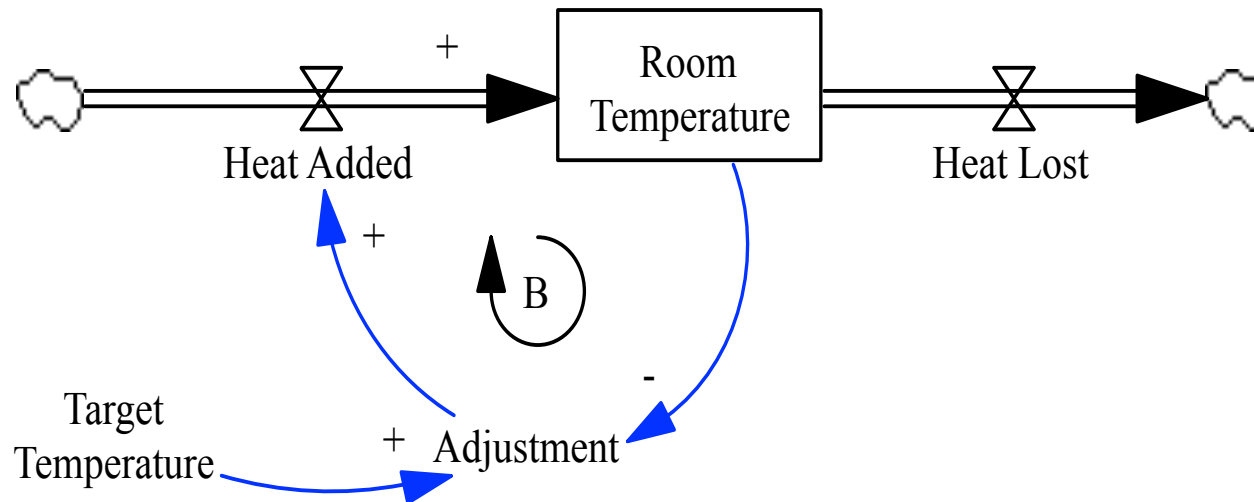 +
Room
Temperature
Heat Added
Heat Lost
+
B
-
Target
Temperature
+
Adjustment